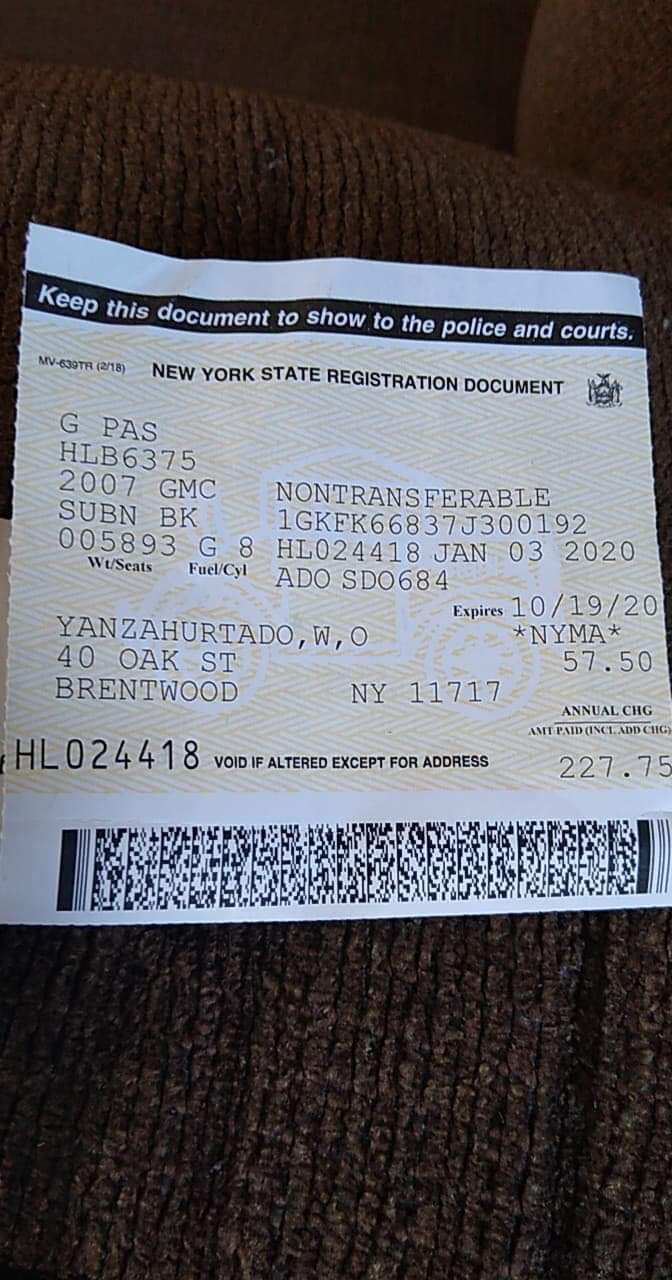 Keep this document to show to the police and courts.
MV-639TR (2/18) NEW YORK STATE REGISTRATION DOCUMENT
G PAS
HLB6375
2007 GMC NONTRANSFERABLE
SUBN BK 1GKFK66837J300192
005893 G 8 HL024418 JAN 03 2020
Wt/Seats Fuel/Cyl ADO SDO684
Expires 10/19/20
YANZAHURTADO,W,O *NYMA*
40 OAK ST 57.50
BRENTWOOD NY 11717
ANNUAL CHG
AMT PAID (INCL ADD CHG)
HL024418 VOID IF ALTERED EXCEPT FOR ADDRESS 227.75